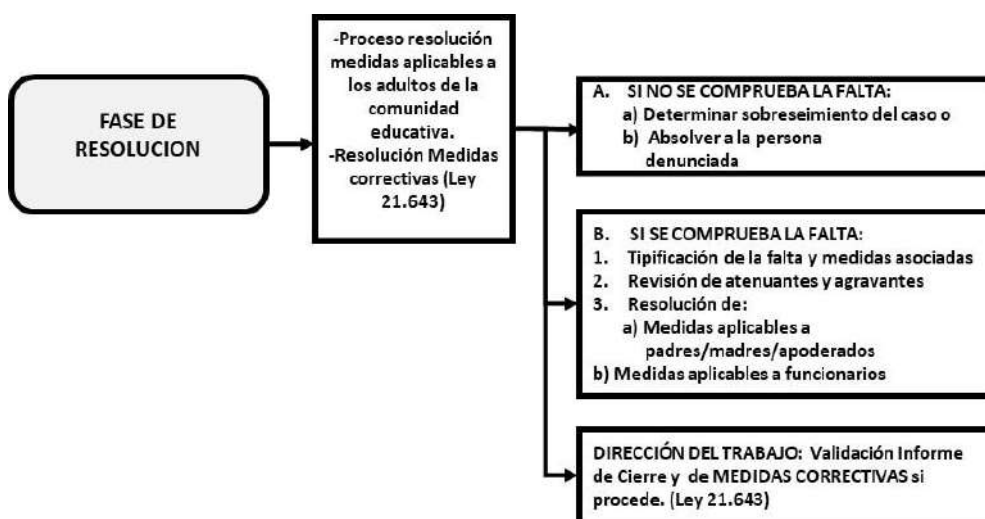 FASE DE
RESOLUCION
-Proceso resolución
medidas aplicables a
los adultos de la
comunidad
educativa.
-Resolución Medidas
correctivas (Ley
21.643)
A. SI NO SE COMPRUEBA LA FALTA:
a) Determinar sobreseimiento del caso o
b) Absolver a la persona
denunciada
B. SI SE COMPRUEBA LA FALTA:
1. Tipificación de la falta y medidas asociadas
2. Revisión de atenuantes y agravantes
3. Resolución de:
a) Medidas aplicables a
padres/madres/apoderados
b) Medidas aplicables a funcionarios
DIRECCIÓN DEL TRABAJO: Validación Informe
de Cierre y de MEDIDAS CORRECTIVAS si
procede. (Ley 21.643)